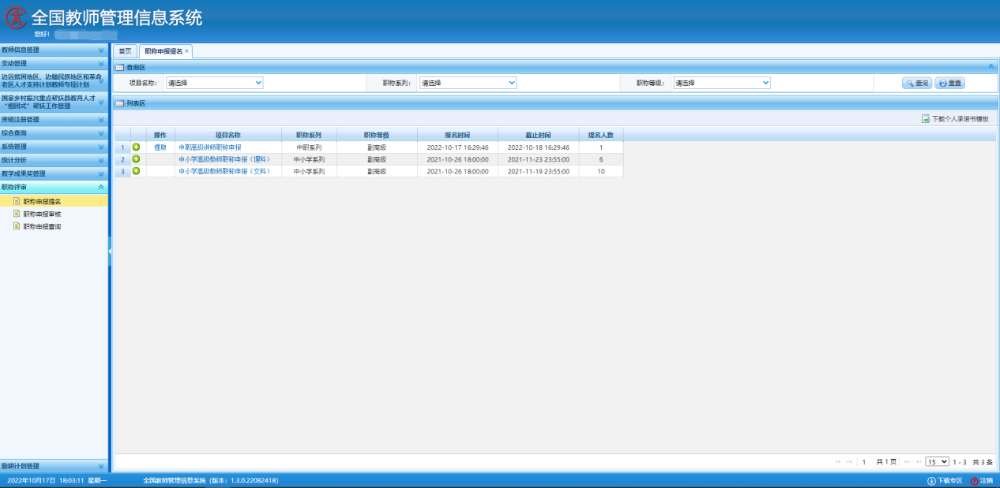 全国教师管理信息系统
您好!
教师信息管理
变动管理
边远贫困地区、边疆民族地区和革命
老区人才支持计划教师专项计划
国家乡村振兴重点帮扶县教育人才
“组团式”帮扶工作管理
资格注册管理
综合查询
系统管理
统计分析
教学成果奖管理
职称评审
职称申报提名
职称申报审核
职称申报查询
励耕计划管理
首页 职称申报提名 ×
查询区
项目名称: 请选择 职称系列: 请选择 职称等级: 请选择 查询 重置
列表区
下载个人承诺书模板
操作 项目名称 职称系列 职称等级 报名时间 截止时间 提名人数
1 提取 中职高级讲师职称申报 中职系列 副高级 2022-10-17 16:29:46 2022-10-18 16:29:46 1
2 中小学高级教师职称申报（理科） 中小学系列 副高级 2021-10-26 18:00:00 2021-11-23 23:55:00 6
3 中小学高级教师职称申报（文科） 中小学系列 副高级 2021-10-26 18:00:00 2021-11-19 23:55:00 10
1 共 1 页 15 1 - 3 共 3 条
2022年10月17日 18:03:11 星期一 全国教师管理信息系统 (版本：1.3.0.22082418) 下载专区 注销